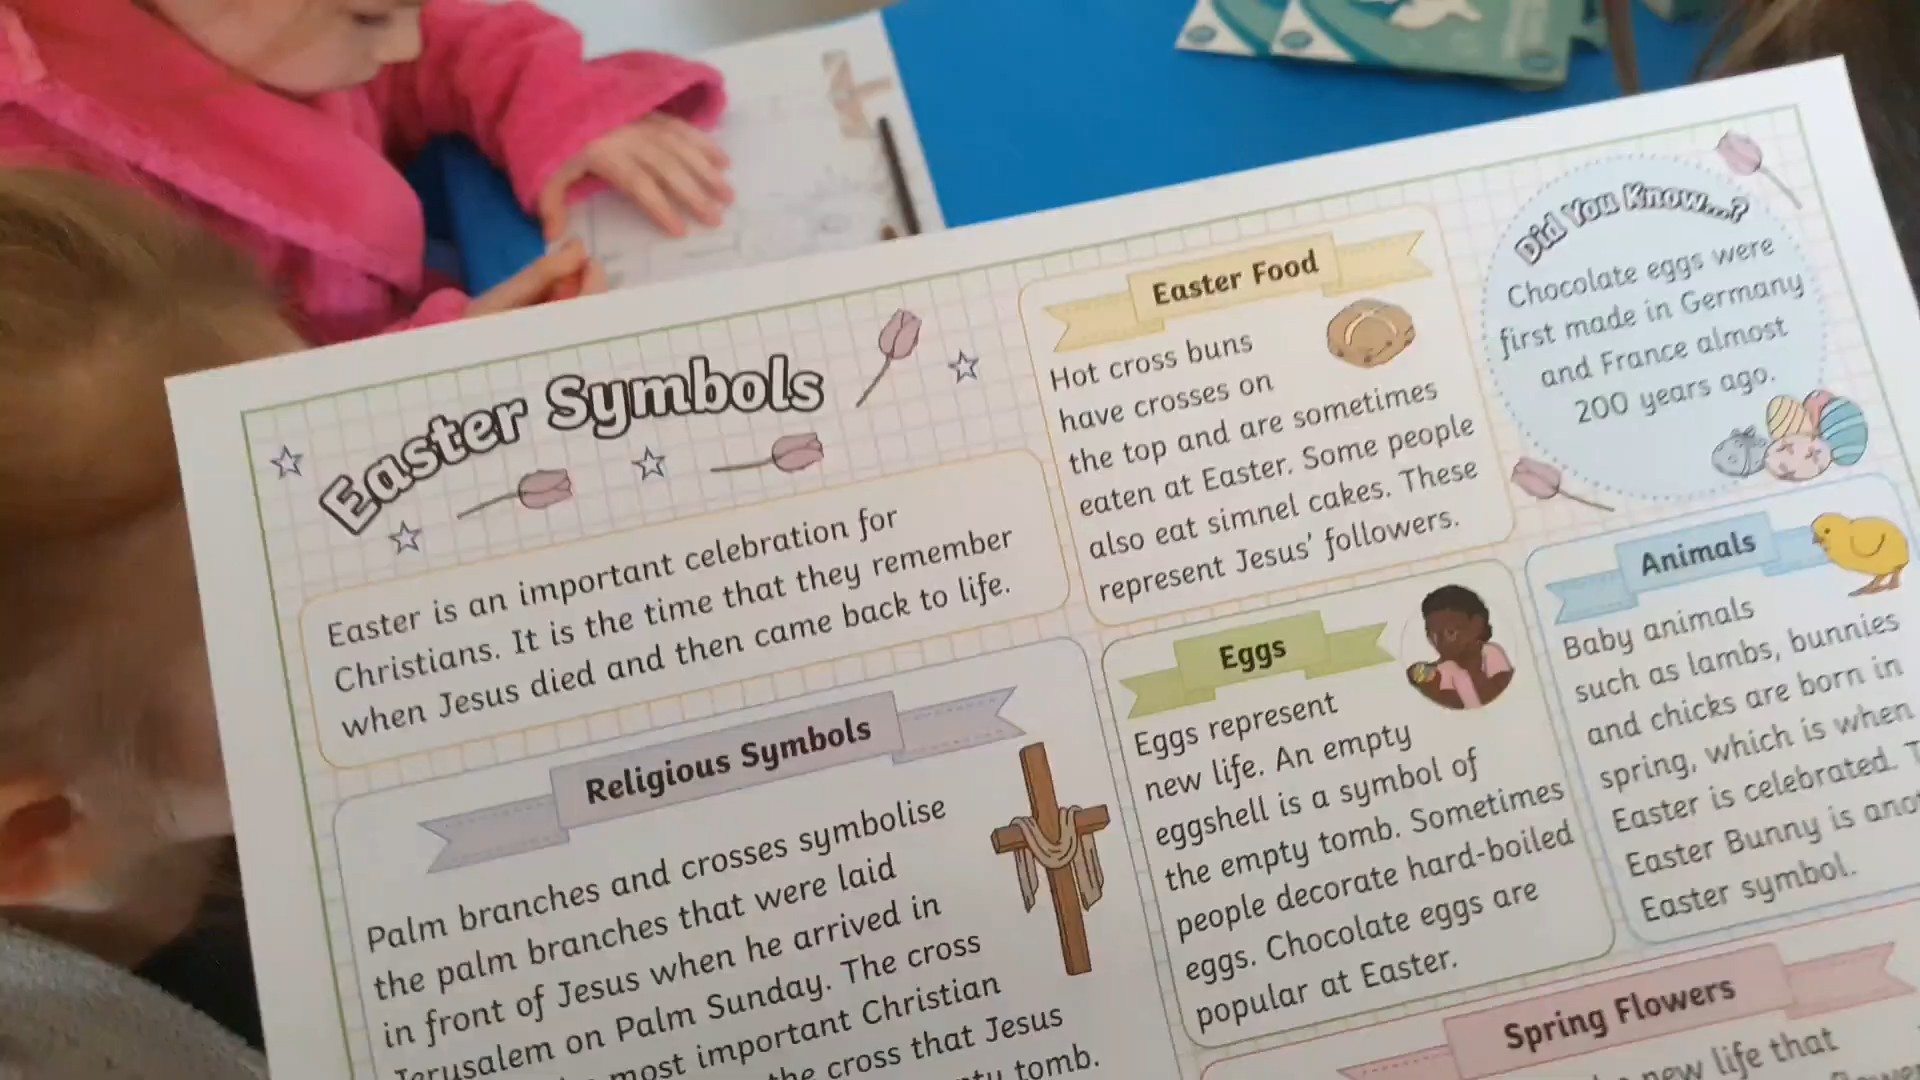 Easter Symbols
Easter is an important celebration for
Christians. It is the time that they remember
when Jesus died and then came back to life.
Religious Symbols
Palm branches and crosses symbolise
the palm branches that were laid
in front of Jesus when he arrived in
Jerusalem on Palm Sunday. The cross
most important Christian
the cross that Jesus
tomb.
Easter Food
Hot cross buns
have crosses on
the top and are sometimes
eaten at Easter. Some people
also eat simnel cakes. These
represent Jesus' followers.
Eggs
Eggs represent
new life. An empty
eggshell is a symbol of
the empty tomb. Sometimes
people decorate hard-boiled
eggs. Chocolate eggs are
popular at Easter.
Did You Know...?
Chocolate eggs were
first made in Germany
and France almost
200 years ago.
Animals
Baby animals
such as lambs, bunnies
and chicks are born in
spring, which is when
Easter is celebrated.
Easter Bunny is
Easter symbol.
Spring Flowers
new life that